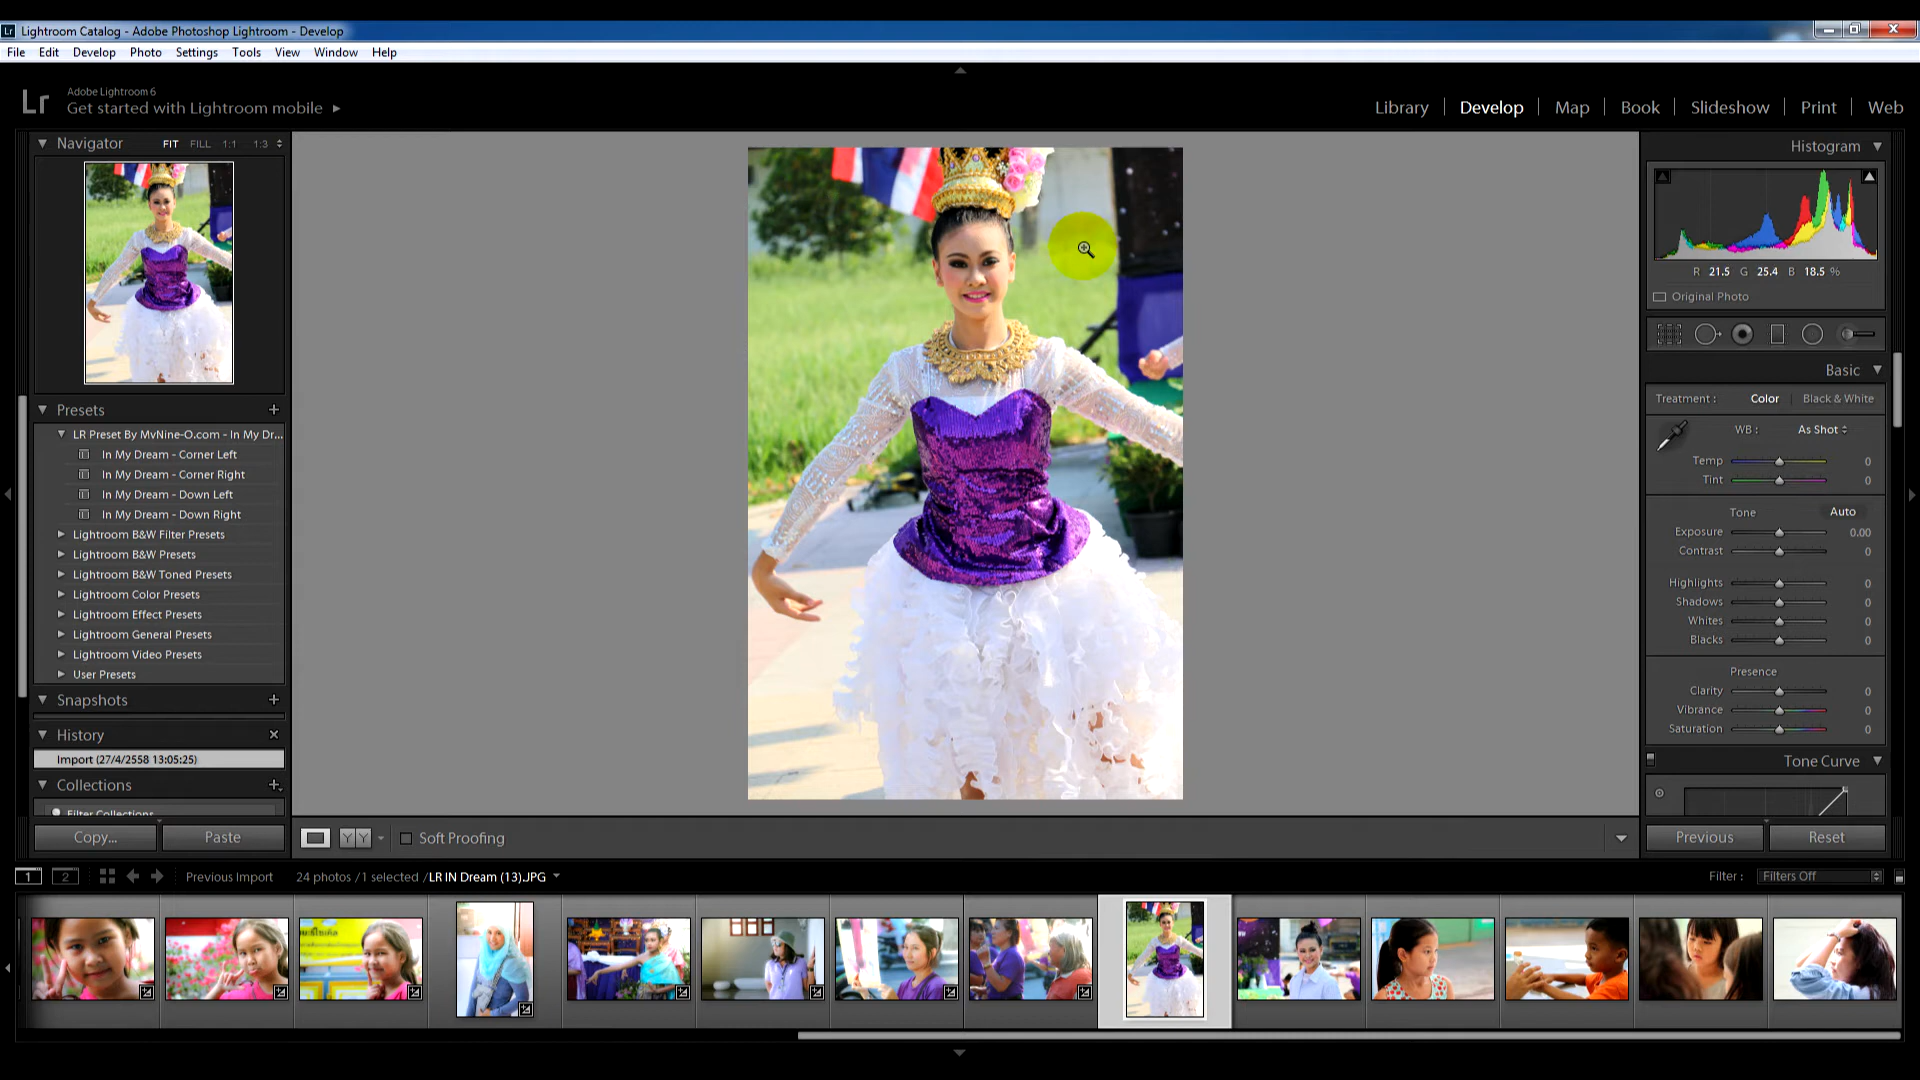 Lightroom Catalog - Adobe Photoshop Lightroom - Develop
File Edit Develop Photo Settings Tools View Window Help
Lr
Adobe Lightroom 6
Get started with Lightroom mobile
Library Develop Map Book Slideshow Print Web
Navigator FIT FILL 1:1 1:3
Histogram
R 21.5 G 25.4 B 18.5 %
Original Photo
Basic
Treatment : Color Black & White
WB : As Shot
Temp 0
Tint 0
Tone Auto
Exposure 0.00
Contrast 0
Highlights 0
Shadows 0
Whites 0
Blacks 0
Presence
Clarity 0
Vibrance 0
Saturation 0
Tone Curve
Previous Reset
Presets
LR Preset By MvNine-O.com - In My Dr...
In My Dream - Corner Left
In My Dream - Corner Right
In My Dream - Down Left
In My Dream - Down Right
Lightroom B&W Filter Presets
Lightroom B&W Presets
Lightroom B&W Toned Presets
Lightroom Color Presets
Lightroom Effect Presets
Lightroom General Presets
Lightroom Video Presets
User Presets
Snapshots
History
Import (27/4/2558 13:05:25)
Collections
Filter Collections
Copy... Paste
Soft Proofing
1 2 Previous Import 24 photos /1 selected /LR IN Dream (13).JPG
Filter : Filters Off